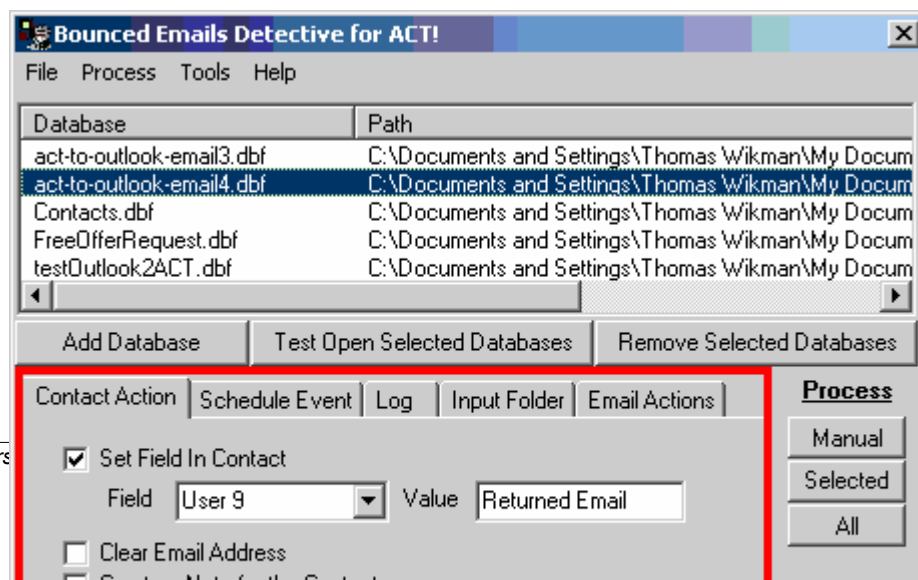 Bounced Emails Detective for ACT!
File Process Tools Help
Database Path
act-to-outlook-email3.dbf C:\Documents and Settings\Thomas Wikman\My Docum
act-to-outlook-email4.dbf C:\Documents and Settings\Thomas Wikman\My Docum
Contacts.dbf C:\Documents and Settings\Thomas Wikman\My Docum
FreeOfferRequest.dbf C:\Documents and Settings\Thomas Wikman\My Docum
testOutlook2ACT.dbf C:\Documents and Settings\Thomas Wikman\My Docum
Add Database Test Open Selected Databases Remove Selected Databases
Contact Action Schedule Event Log Input Folder Email Actions
Process
Manual
Selected
All
Set Field In Contact
Field User 9 Value Returned Email
Clear Email Address